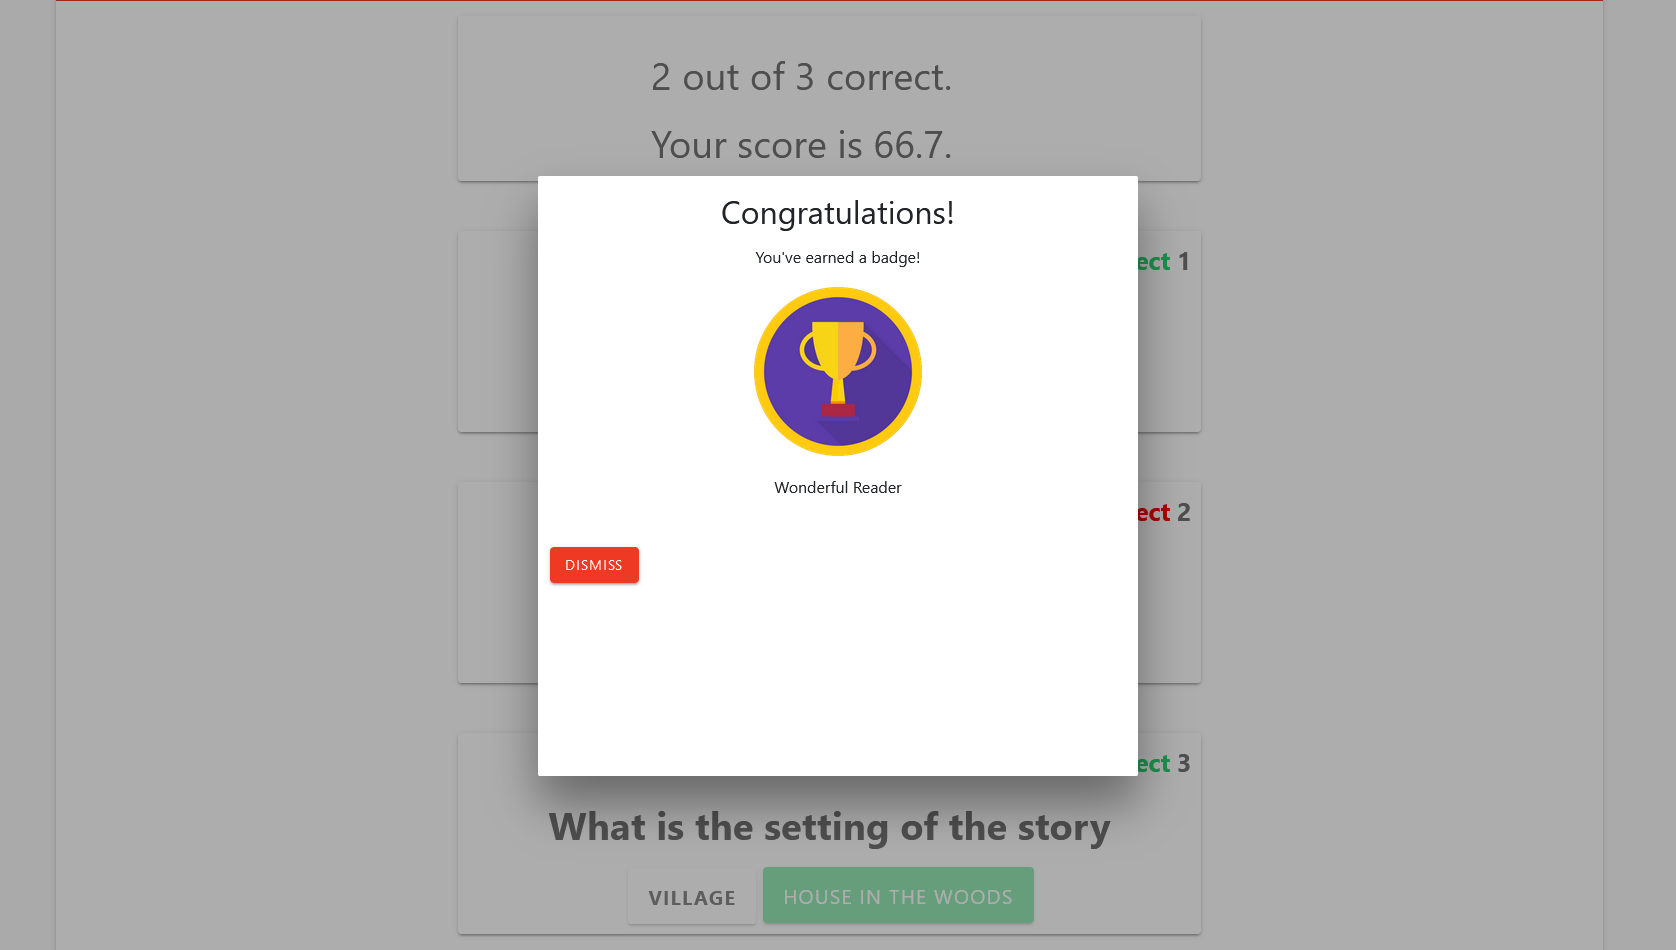 2 out of 3 correct.
Your score is 66.7.
Congratulations!
You've earned a badge!
Wonderful Reader
DISMISS
ect 1
ect 2
ect 3
What is the setting of the story
VILLAGE HOUSE IN THE WOODS